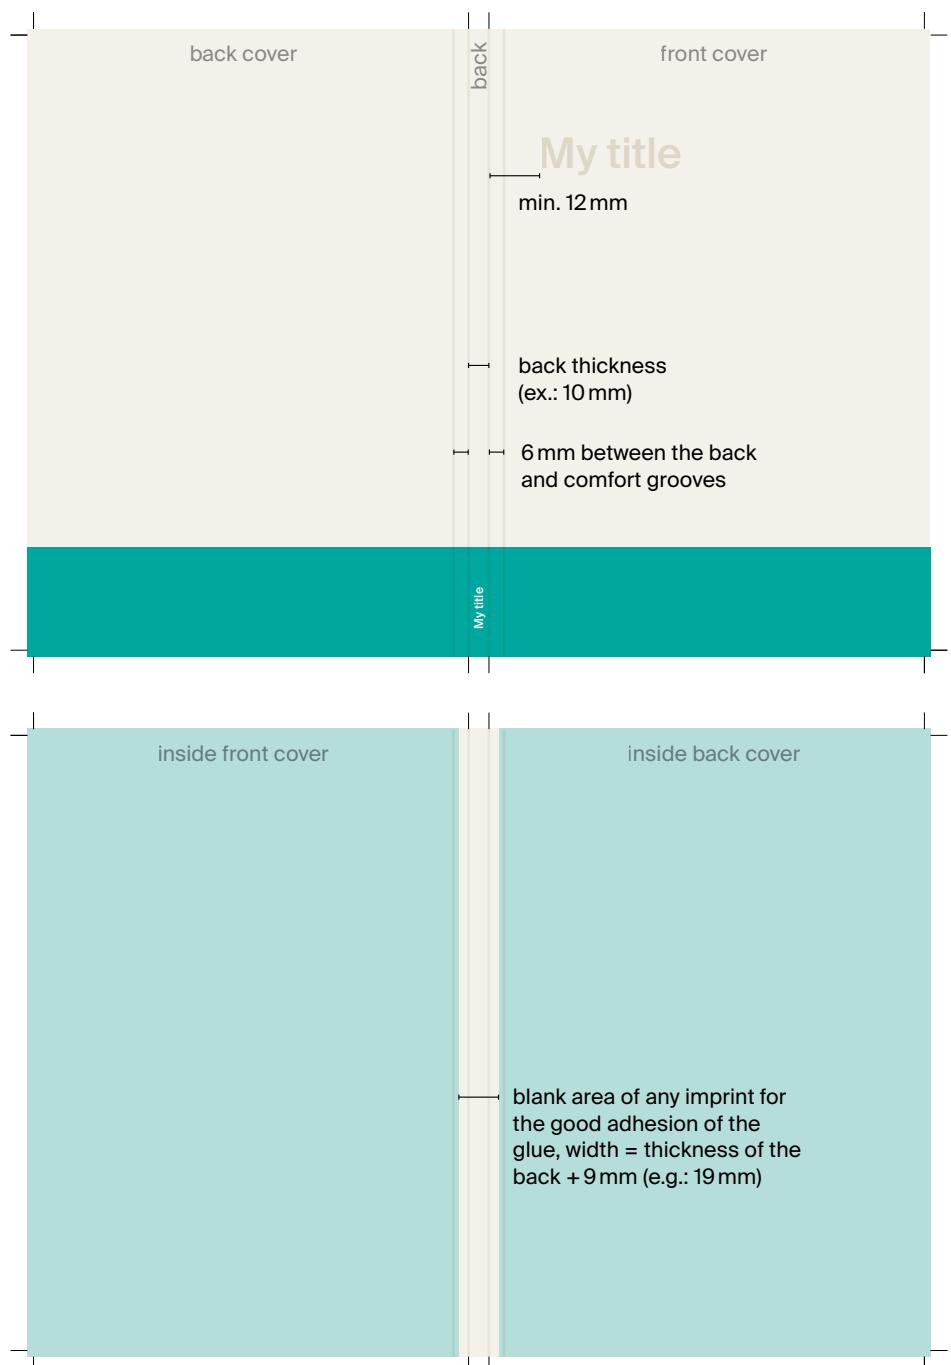 back cover
back
front cover
My title
min. 12 mm
back thickness
(ex.: 10 mm)
6 mm between the back
and comfort grooves
My title
inside front cover
inside back cover
blank area of any imprint for
the good adhesion of the
glue, width = thickness of the
back + 9 mm (e.g.: 19 mm)